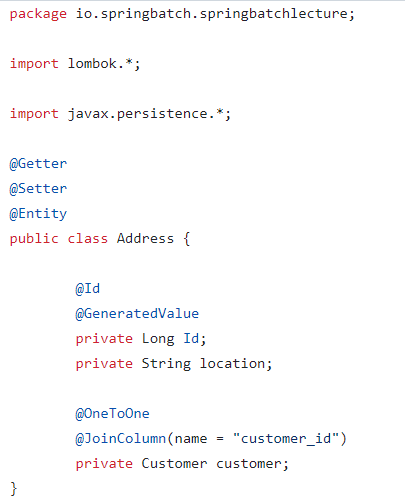 package io.springbatch.springbatchlecture;
import lombok.*;
import javax.persistence.*;
@Getter
@Setter
@Entity
public class Address {
@Id
@GeneratedValue
private Long Id;
private String location;
@OneToOne
@JoinColumn(name = "customer_id")
private Customer customer;
}